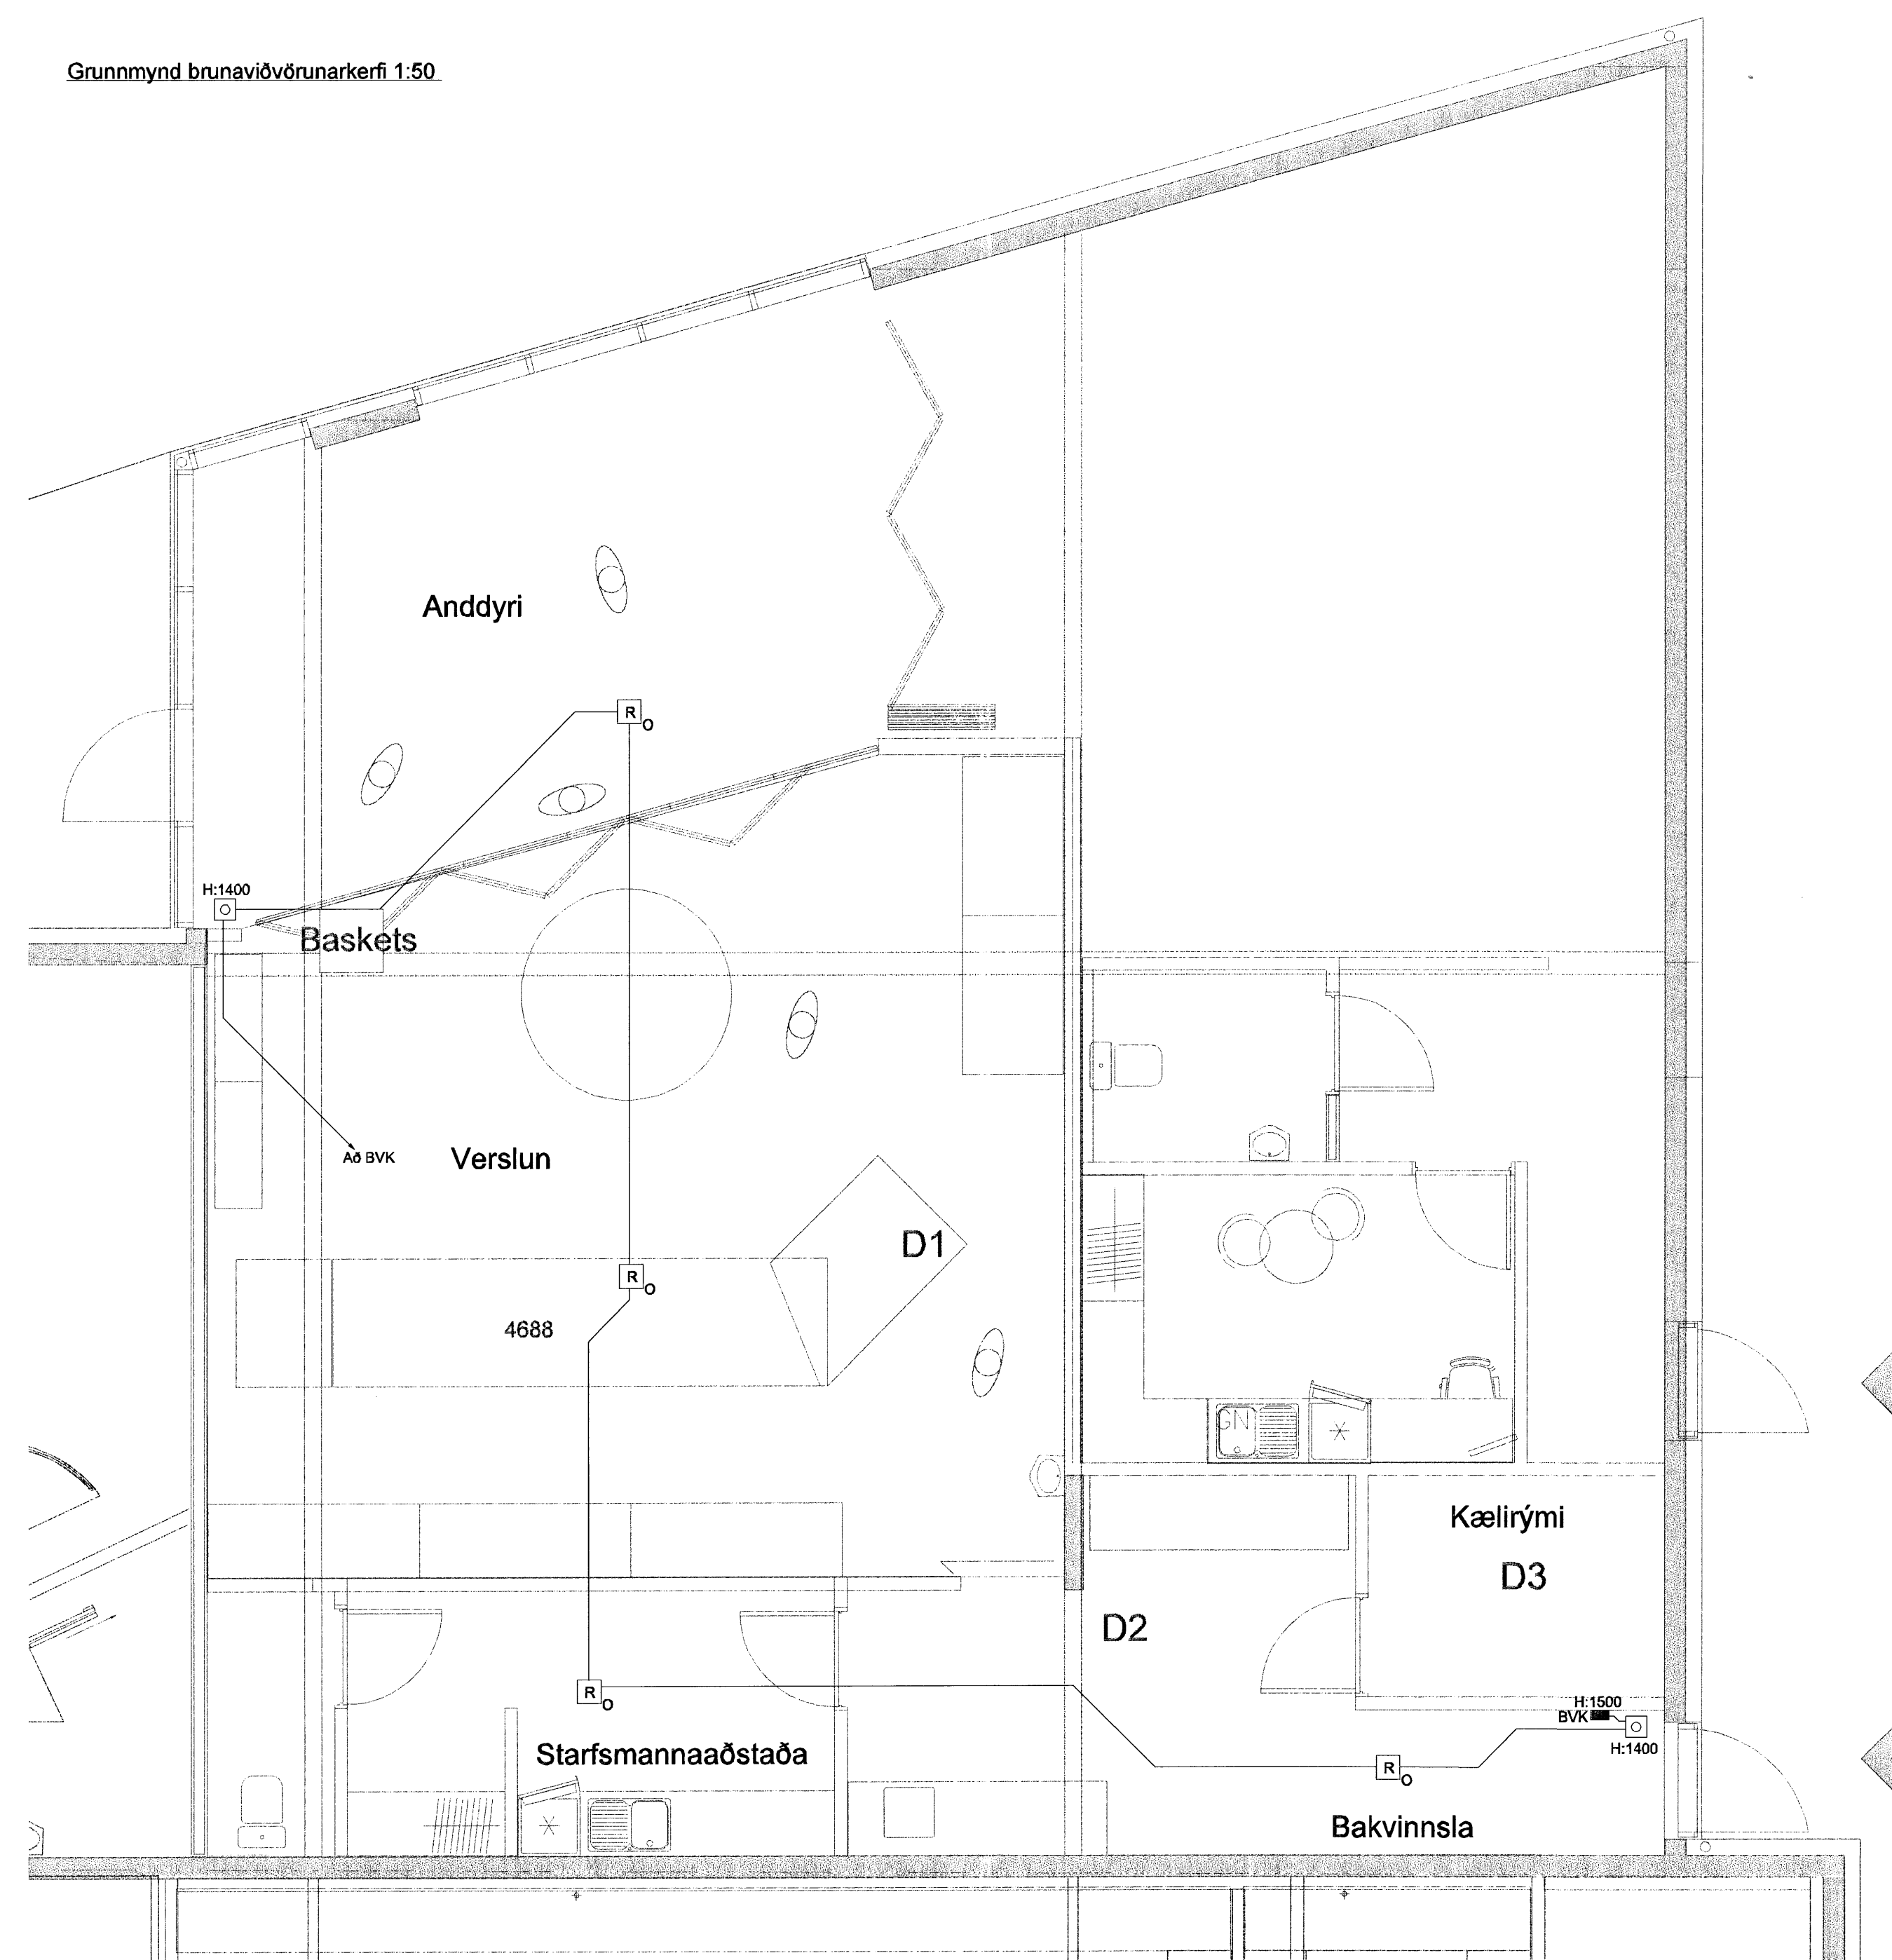 Grunnmynd brunaviðvörunarkerfi 1:50
Anddyri
R
O
H:1400
Baskets
Að BVK
Verslun
D1
R
O
4688
GN
Kælirými
D3
D2
R
O
H:1500
BVK
H:1400
Starfsmannaaðstaða
R
O
Bakvinnsla